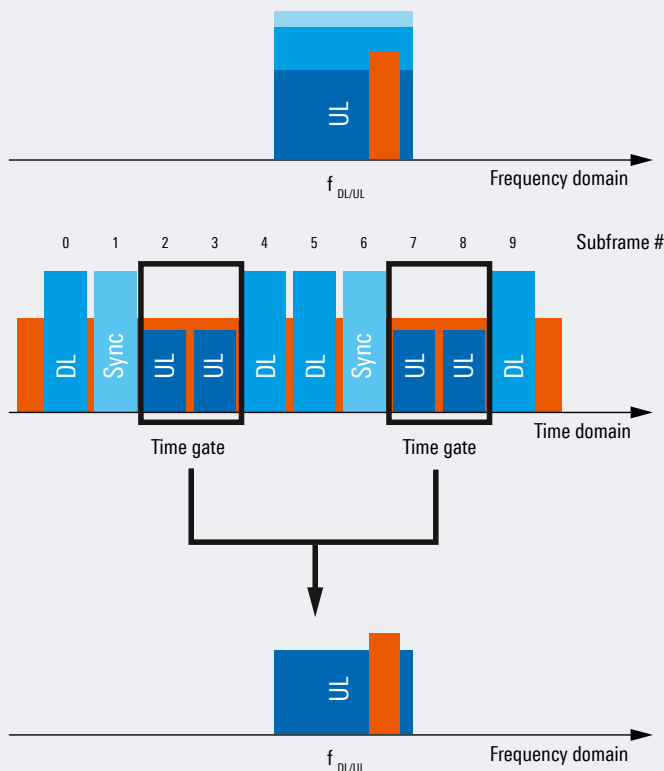 UL
f DL/UL
Frequency domain
0 1 2 3 4 5 6 7 8 9 Subframe #
DL Sync UL UL DL DL Sync UL UL DL
Time domain
Time gate Time gate
UL
f DL/UL
Frequency domain